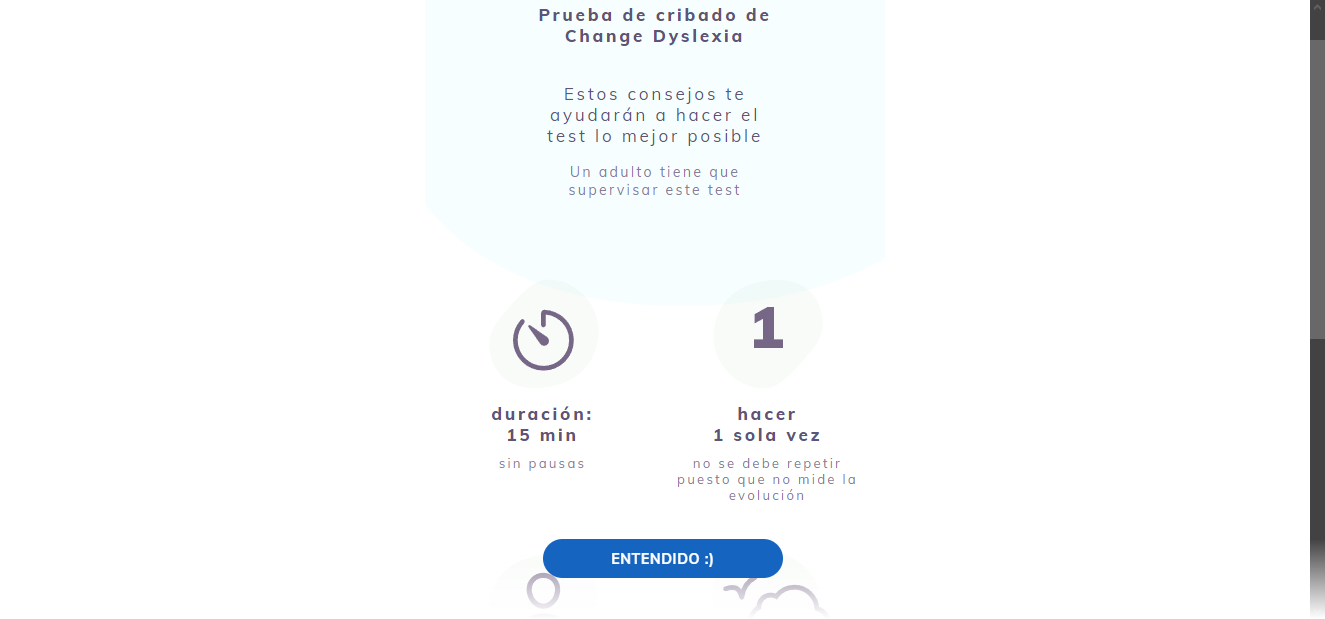 Prueba de cribado de
Change Dyslexia
Estos consejos te
ayudarán a hacer el
test lo mejor posible
Un adulto tiene que
supervisar este test
1
duración:
15 min
sin pausas
hacer
1 sola vez
no se debe repetir
puesto que no mide la
evolución
ENTENDIDO :)